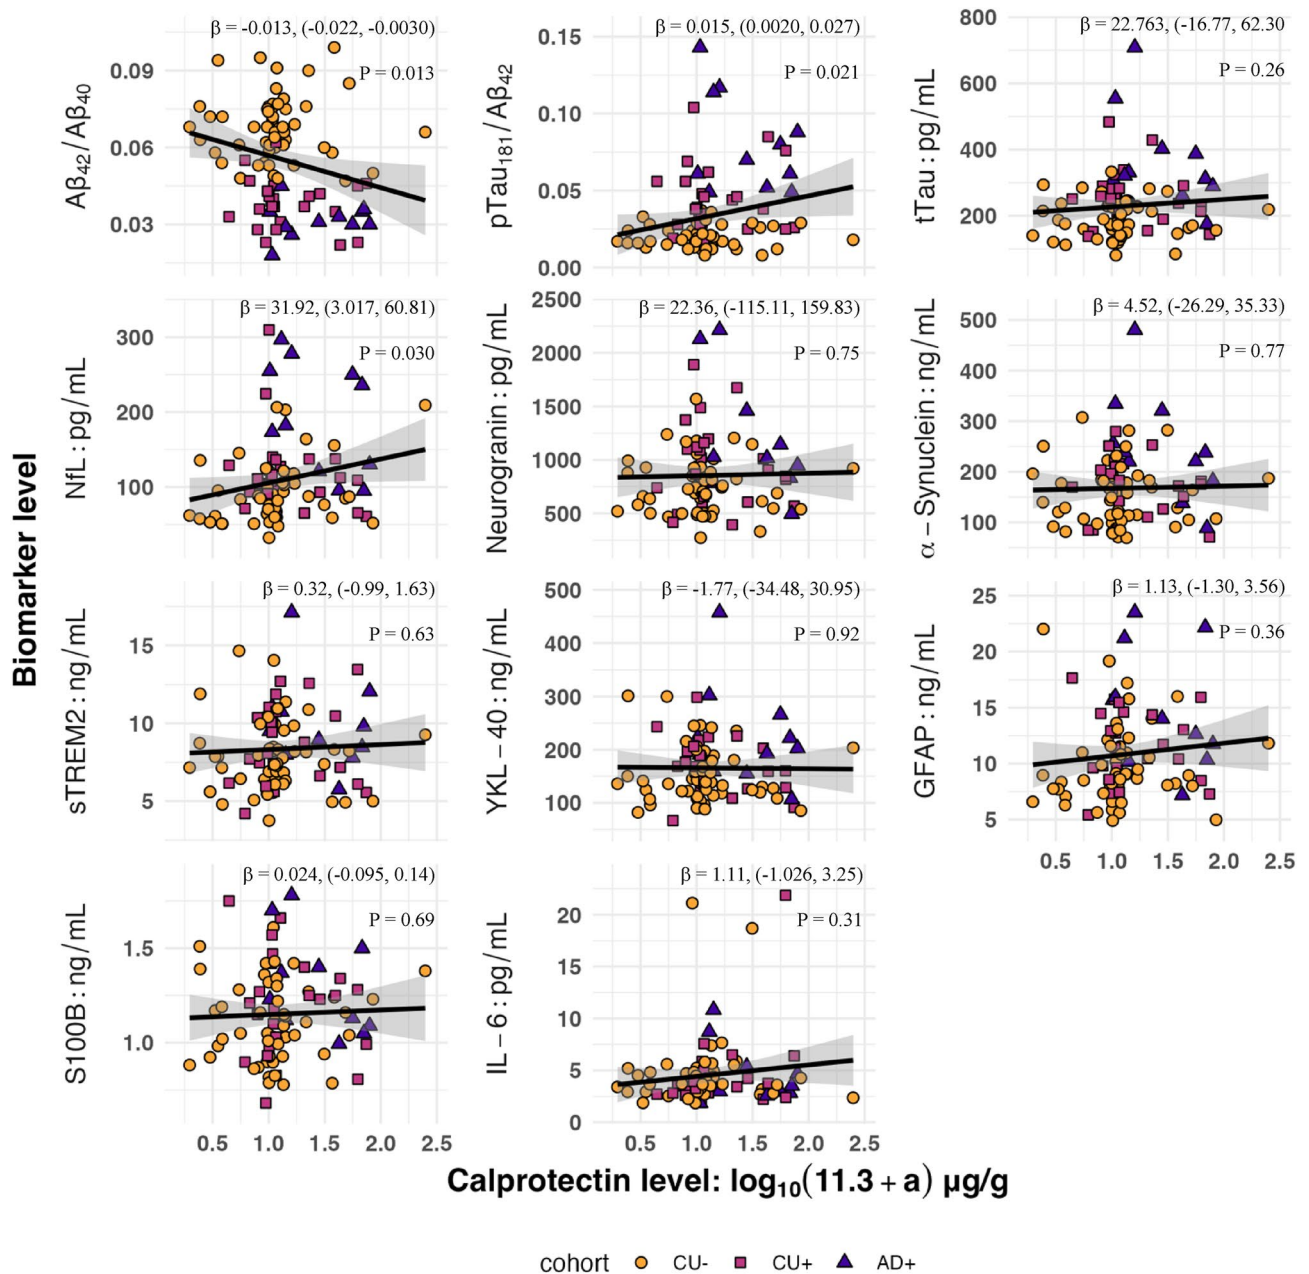 β = -0.013, (-0.022, -0.0030)
P = 0.013
Aβ42/Aβ40
0.09
0.06
0.03
β = 0.015, (0.0020, 0.027)
P = 0.021
pTau181/Aβ42
0.15
0.10
0.05
0.00
β = 22.763, (-16.77, 62.30
P = 0.26
tTau : pg/mL
800
600
400
200
β = 31.92, (3.017, 60.81)
P = 0.030
NfL : pg/mL
300
200
100
β = 22.36, (-115.11, 159.83)
P = 0.75
Neurogranin : pg/mL
2500
2000
1500
1000
500
β = 4.52, (-26.29, 35.33)
P = 0.77
α – Synuclein : ng/mL
500
400
300
200
100
Biomarker level
β = 0.32, (-0.99, 1.63)
P = 0.63
sTREM2 : ng/mL
15
10
5
β = -1.77, (-34.48, 30.95)
P = 0.92
YKL – 40 : ng/mL
500
400
300
200
100
β = 1.13, (-1.30, 3.56)
P = 0.36
GFAP : ng/mL
25
20
15
10
5
0.5 1.0 1.5 2.0 2.5
β = 0.024, (-0.095, 0.14)
P = 0.69
S100B : ng/mL
1.5
1.0
0.5 1.0 1.5 2.0 2.5
β = 1.11, (-1.026, 3.25)
P = 0.31
IL – 6 : pg/mL
20
15
10
5
0
0.5 1.0 1.5 2.0 2.5
Calprotectin level: log10(11.3 + a) µg/g
cohort CU- CU+ AD+